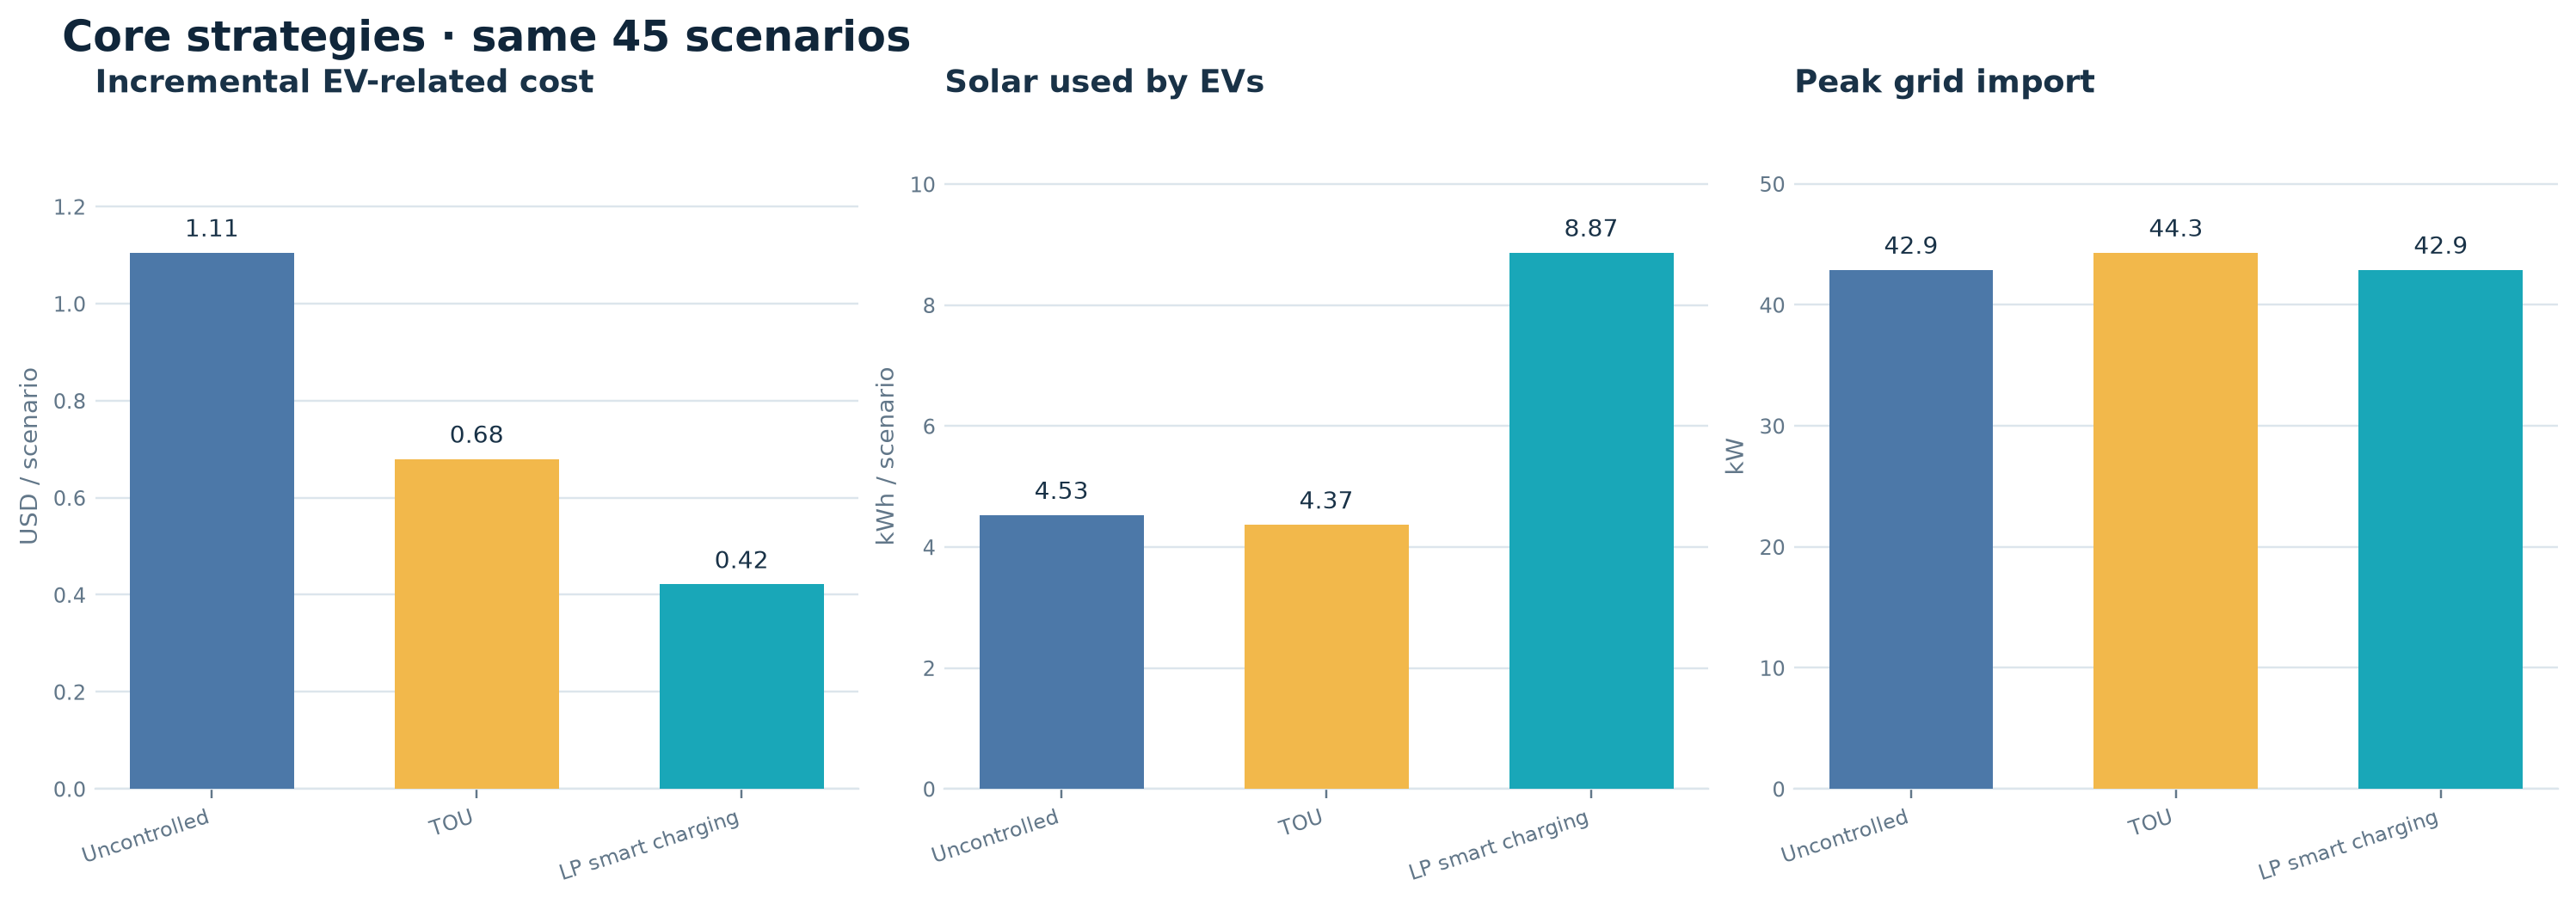 Core strategies · same 45 scenarios
Incremental EV-related cost
USD / scenario
1.2
1.0
0.8
0.6
0.4
0.2
0.0
1.11
0.68
0.42
Uncontrolled
TOU
LP smart charging
Solar used by EVs
kWh / scenario
10
8
6
4
2
0
4.53
4.37
8.87
Uncontrolled
TOU
LP smart charging
Peak grid import
kW
50
40
30
20
10
0
42.9
44.3
42.9
Uncontrolled
TOU
LP smart charging